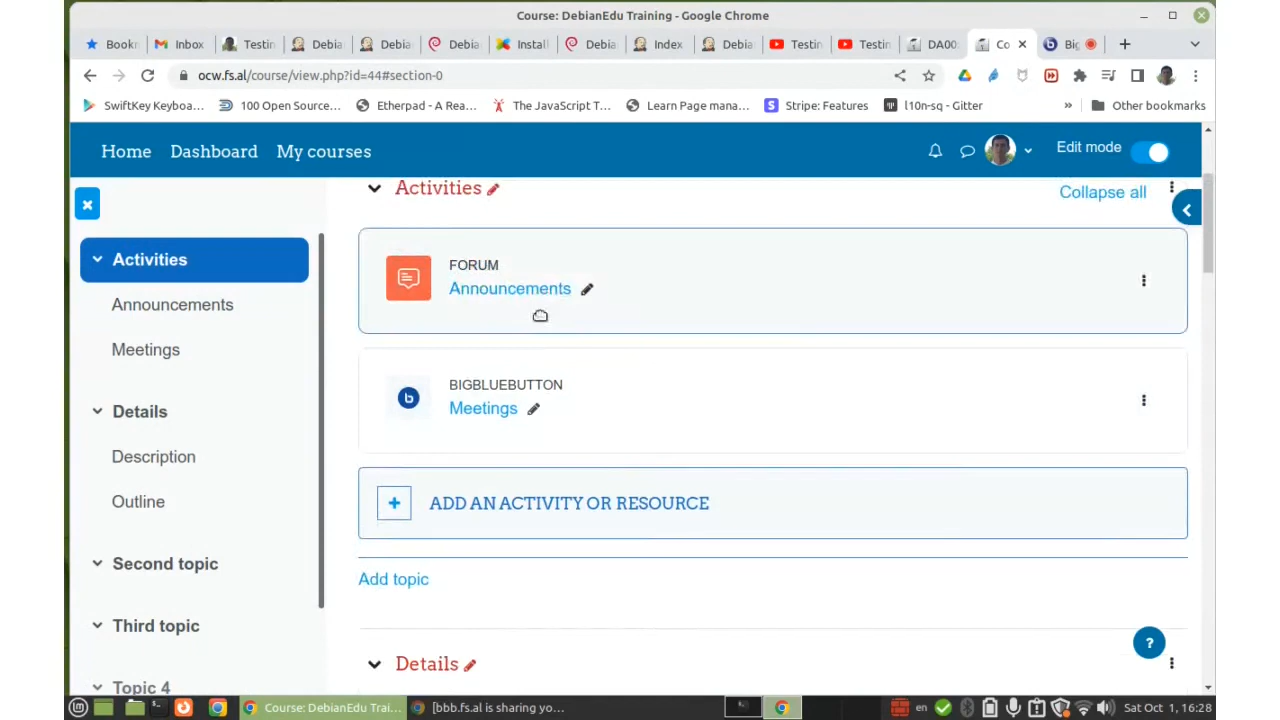 Course: DebianEdu Training - Google Chrome
Book
Inbox
Testin
Debia
Debia
Debia
Install
Debia
Index
Debia
Testin
Testin
DA00
Co
Big
ocw.fs.al/course/view.php?id=44#section-0
SwiftKey Keyboa...
100 Open Source...
Etherpad - A Rea...
The JavaScript T...
Learn Page mana...
Stripe: Features
l10n-sq - Gitter
»
Other bookmarks
Home
Dashboard
My courses
Edit mode
Activities
Collapse all
Activities
FORUM
Announcements
Announcements
Meetings
BIGBLUEBUTTON
Meetings
Details
Description
Outline
+ ADD AN ACTIVITY OR RESOURCE
Second topic
Add topic
Third topic
?
Details
Topic 4
Course: DebianEdu Trai...
[bbb.fs.al is sharing yo...
en
Sat Oct 1, 16:28